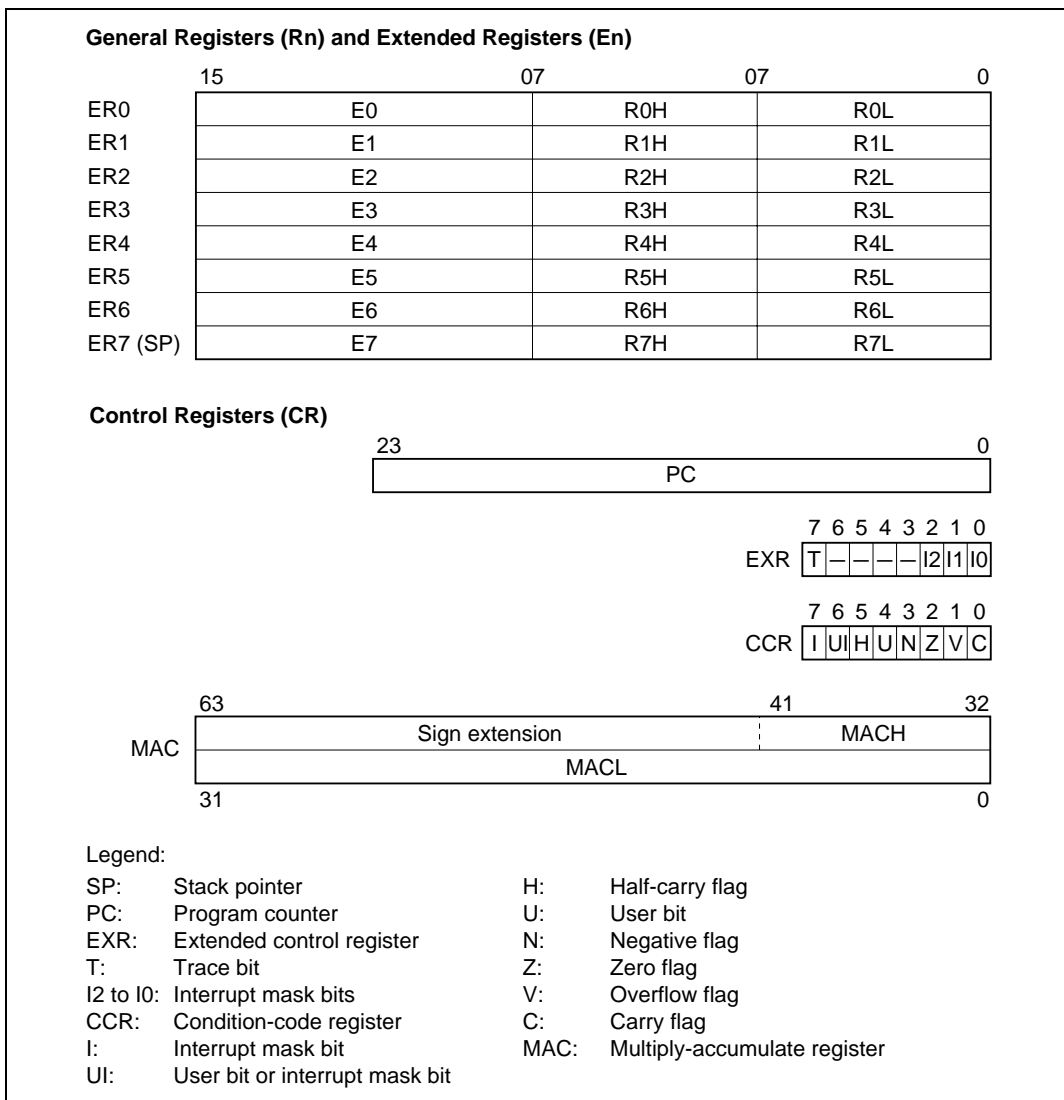 General Registers (Rn) and Extended Registers (En)
15 07 07 0
ER0 E0 R0H R0L
ER1 E1 R1H R1L
ER2 E2 R2H R2L
ER3 E3 R3H R3L
ER4 E4 R4H R4L
ER5 E5 R5H R5L
ER6 E6 R6H R6L
ER7 (SP) E7 R7H R7L
Control Registers (CR)
23 0
PC
7 6 5 4 3 2 1 0
EXR T — — — — I2 I1 I0
7 6 5 4 3 2 1 0
CCR I UI H U N Z V C
63 41 32
MAC Sign extension MACH
MACL
31 0
Legend:
SP: Stack pointer H: Half-carry flag
PC: Program counter U: User bit
EXR: Extended control register N: Negative flag
T: Trace bit Z: Zero flag
I2 to I0: Interrupt mask bits V: Overflow flag
CCR: Condition-code register C: Carry flag
I: Interrupt mask bit MAC: Multiply-accumulate register
UI: User bit or interrupt mask bit